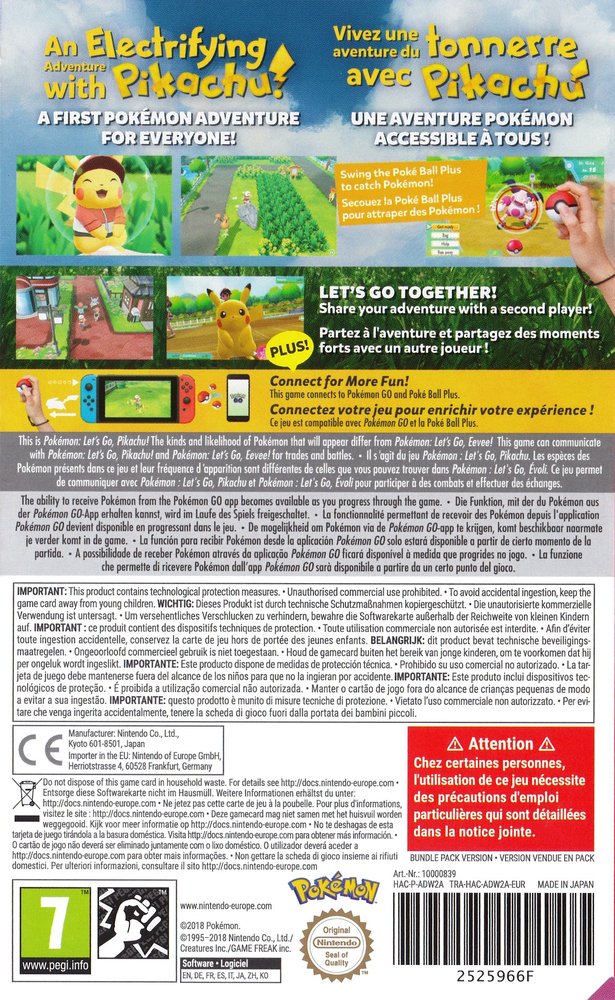 An Electrifying
Adventure
with Pikachu!
A FIRST POKÉMON ADVENTURE
FOR EVERYONE!
Vivez une
aventure du tonnerre
avec Pikachu
UNE AVENTURE POKÉMON
ACCESSIBLE À TOUS !
Swing the Poké Ball Plus
to catch Pokémon!
Secouez la Poké Ball Plus
pour attraper des Pokémon !
Get ready
Bag
Help
Run away
PLUS!
LET'S GO TOGETHER!
Share your adventure with a second player!
Partez à l'aventure et partagez des moments
forts avec un autre joueur !
POKÉMON
GO
Connect for More Fun!
This game connects to Pokémon GO and Poké Ball Plus.
Connectez votre jeu pour enrichir votre expérience !
Ce jeu est compatible avec Pokémon GO et la Poké Ball Plus.
This is Pokémon: Let's Go, Pikachu! The kinds and likelihood of Pokémon that will appear differ from Pokémon: Let's Go, Eevee! This game can communicate
with Pokémon: Let's Go, Pikachu! and Pokémon: Let's Go, Eevee! for trades and battles. • Il s'agit du jeu Pokémon : Let's Go, Pikachu. Les espèces des
Pokémon présents dans ce jeu et leur fréquence d'apparition sont différentes de celles que vous pouvez trouver dans Pokémon : Let's Go, Évoli. Ce jeu permet
de communiquer avec Pokémon : Let's Go, Pikachu et Pokémon : Let's Go, Évoli pour participer à des combats et effectuer des échanges.
The ability to receive Pokémon from the Pokémon GO app becomes available as you progress through the game. • Die Funktion, mit der du Pokémon aus
der Pokémon GO-App erhalten kannst, wird im Laufe des Spiels freigeschaltet. • La fonctionnalité permettant de recevoir des Pokémon depuis l'application
Pokémon GO devient disponible en progressant dans le jeu. • De mogelijkheid om Pokémon via de Pokémon GO-app te krijgen, komt beschikbaar naarmate
je verder komt in de game. • La función para recibir Pokémon desde la aplicación Pokémon GO solo estará disponible a partir de cierto momento de la
partida. • A possibilidade de receber Pokémon através da aplicação Pokémon GO ficará disponível à medida que progrides no jogo. • La funzione
che permette di ricevere Pokémon dall'app Pokémon GO sarà disponibile a partire da un certo punto del gioco.
IMPORTANT: This product contains technological protection measures. • Unauthorised commercial use prohibited. • To avoid accidental ingestion, keep the
game card away from young children. WICHTIG: Dieses Produkt ist durch technische Schutzmaßnahmen kopiergeschützt. • Die unautorisierte kommerzielle
Verwendung ist untersagt. • Um versehentliches Verschlucken zu verhindern, bewahre die Softwarekarte außerhalb der Reichweite von kleinen Kindern
auf. IMPORTANT : ce produit contient des dispositifs techniques de protection. • Toute utilisation commerciale non autorisée est interdite. • Afin d'éviter
toute ingestion accidentelle, conservez la carte de jeu hors de portée des jeunes enfants. BELANGRIJK: dit product bevat technische beveiligings-
maatregelen. • Ongeoorloofd commercieel gebruik is niet toegestaan. • Houd de gamecard buiten het bereik van jonge kinderen, om te voorkomen dat hij
per ongeluk wordt ingeslikt. IMPORTANTE: Este producto dispone de medidas de protección técnica. • Prohibido su uso comercial no autorizado. • La tar-
jeta de juego debe mantenerse fuera del alcance de los niños para que no la ingieran por accidente. IMPORTANTE: Este produto inclui dispositivos tec-
nológicos de proteção. • É proibida a utilização comercial não autorizada. • Manter o cartão de jogo fora do alcance de crianças pequenas de modo
a evitar a sua ingestão. IMPORTANTE: questo prodotto è munito di misure tecniche di protezione. • Vietato l'uso commerciale non autorizzato. • Per evi-
tare che venga ingerita accidentalmente, tenere la scheda di gioco fuori dalla portata dei bambini piccoli.
CE
Manufacturer: Nintendo Co., Ltd.,
Kyoto 601-8501, Japan
Importer in the EU: Nintendo of Europe GmbH,
Herriotstrasse 4, 60528 Frankfurt, Germany
Do not dispose of this game card in household waste. For details see http://docs.nintendo-europe.com •
Entsorge diese Softwarekarte nicht im Hausmüll. Weitere Informationen erhältst du unter:
http://docs.nintendo-europe.com • Ne jetez pas cette carte de jeu à la poubelle. Pour plus d'informations,
visitez le site : http://docs.nintendo-europe.com • Deze gamecard mag niet samen met het huisvuil worden
weggegooid. Kijk voor meer informatie op http://docs.nintendo-europe.com • No te deshagas de esta
tarjeta de juego tirándola a la basura doméstica. Visita http://docs.nintendo-europe.com para obtener más información. •
O cartão de jogo não deverá ser eliminado juntamente com o lixo doméstico. O utilizador deverá aceder a
http://docs.nintendo-europe.com para obter mais informações. • Non gettare la scheda di gioco insieme ai rifiuti
domestici. Per ulteriori informazioni, consultare il sito http://docs.nintendo-europe.com
⚠ Attention ⚠
Chez certaines personnes,
l'utilisation de ce jeu nécessite
des précautions d'emploi
particulières qui sont détaillées
dans la notice jointe.
BUNDLE PACK VERSION • VERSION VENDUE EN PACK
Art.-Nr.: 10000839
HAC-P-ADW2A TRA-HAC-ADW2A-EUR MADE IN JAPAN
2525966F
7
www.pegi.info
www.nintendo-europe.com
©2018 Pokémon.
©1995–2018 Nintendo Co., Ltd./
Creatures Inc./GAME FREAK inc.
Software • Logiciel
EN, DE, FR, ES, IT, JA, ZH, KO
POKÉMON
Original
Nintendo
Seal of
Quality